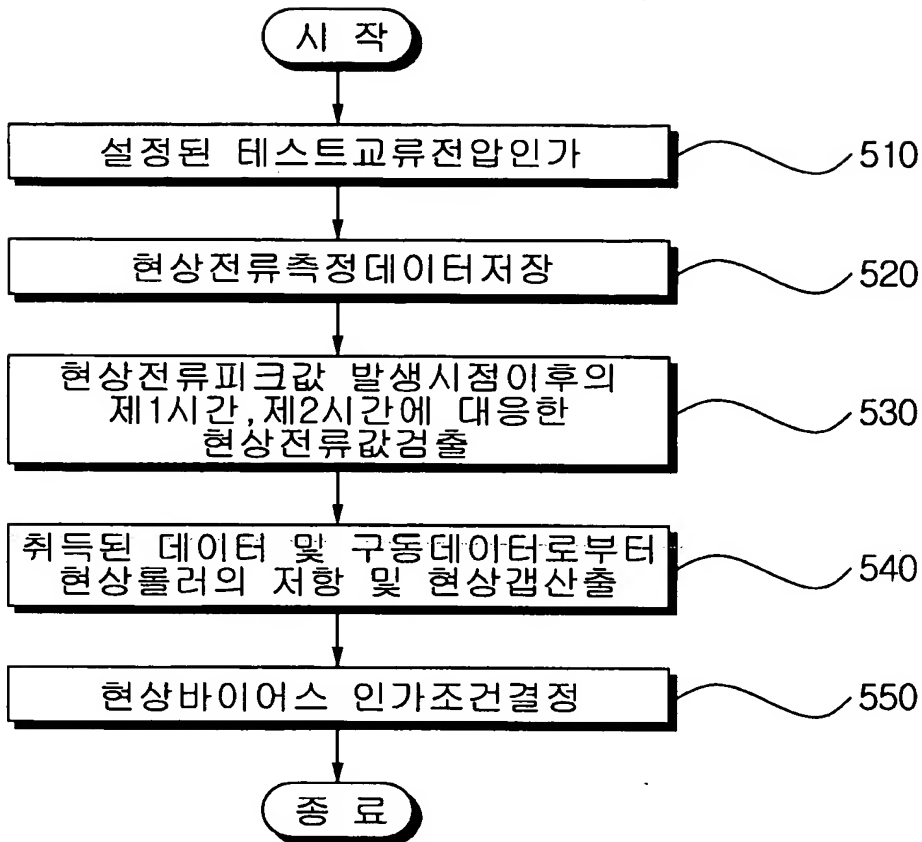 시 작
설정된 테스트교류전압인가
510
현상전류측정데이터저장
520
현상전류피크값 발생시점이후의
제1시간,제2시간에 대응한
현상전류값검출
530
취득된 데이터 및 구동데이터로부터
현상롤러의 저항 및 현상갭산출
540
현상바이어스 인가조건결정
550
종 료